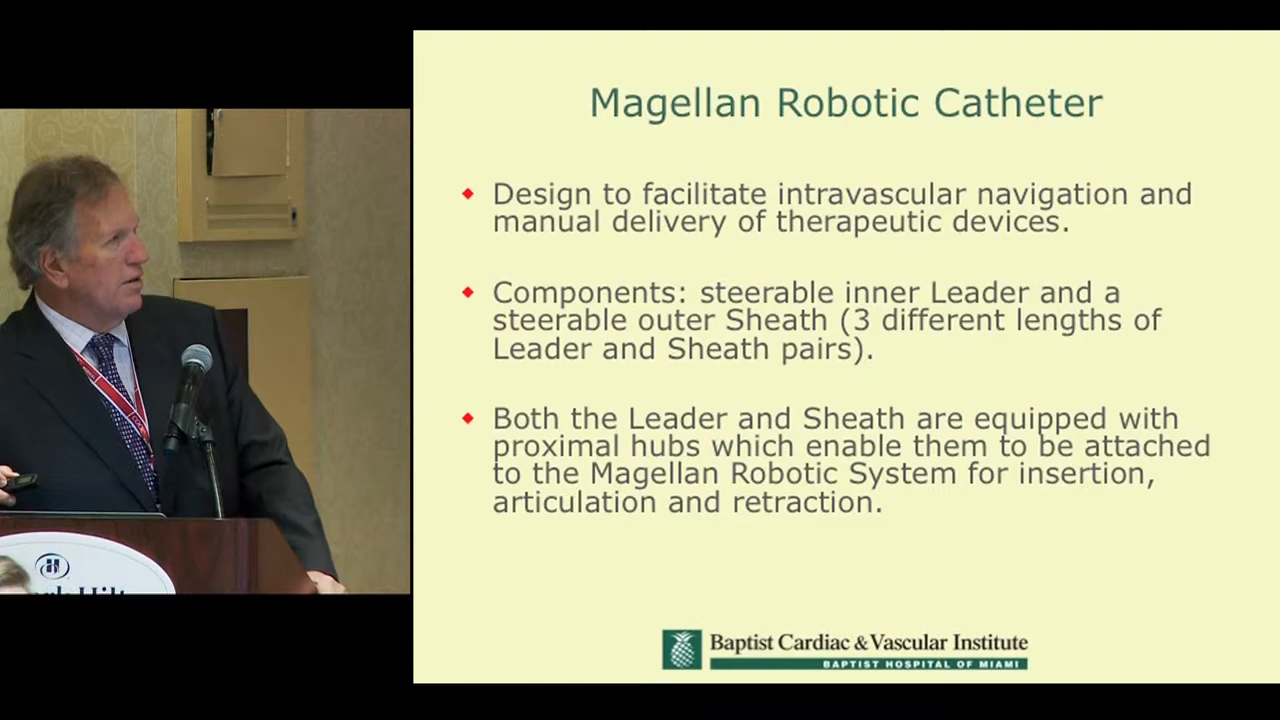 Magellan Robotic Catheter
Design to facilitate intravascular navigation and
manual delivery of therapeutic devices.
Components: steerable inner Leader and a
steerable outer Sheath (3 different lengths of
Leader and Sheath pairs).
Both the Leader and Sheath are equipped with
proximal hubs which enable them to be attached
to the Magellan Robotic System for insertion,
articulation and retraction.
Baptist Cardiac & Vascular Institute
BAPTIST HOSPITAL OF MIAMI
H